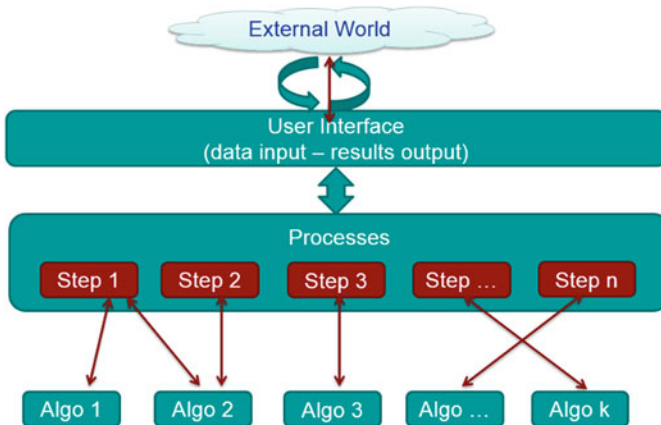 External World
User Interface
(data input – results output)
Processes
Step 1
Step 2
Step 3
Step ...
Step n
Algo 1
Algo 2
Algo 3
Algo ...
Algo k